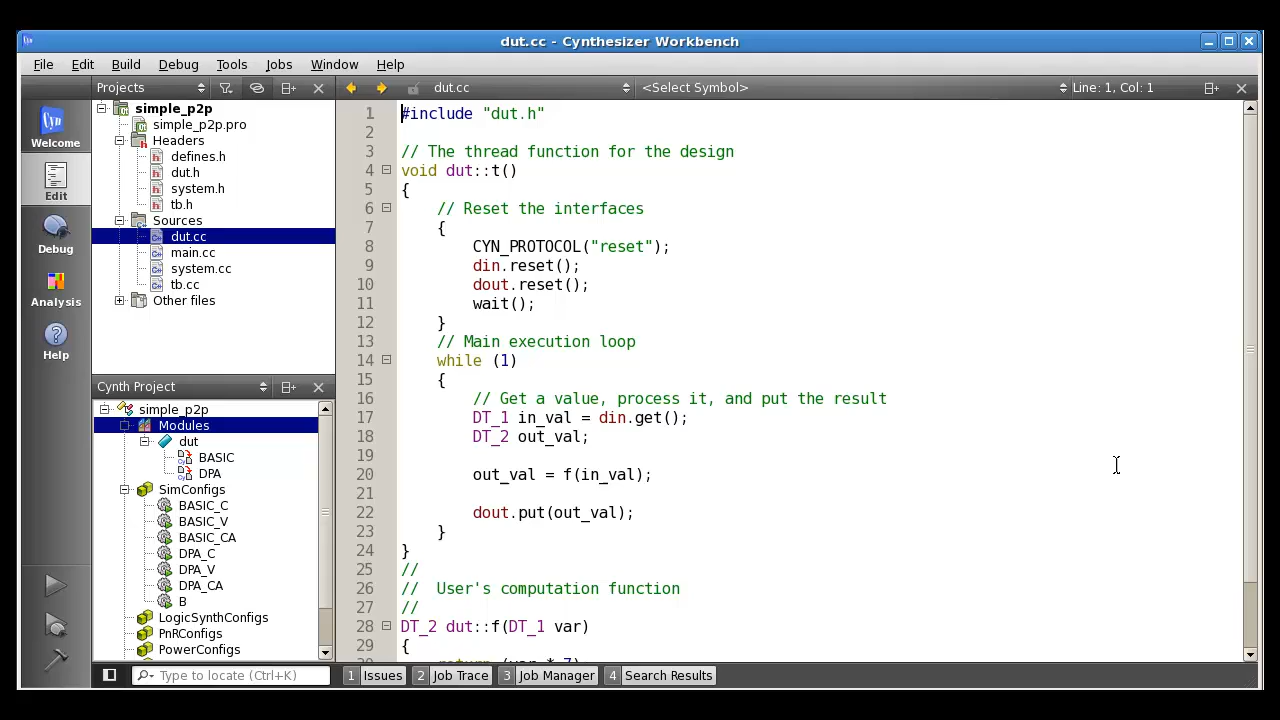 dut.cc - Cynthesizer Workbench
File Edit Build Debug Tools Jobs Window Help
Projects
dut.cc
<Select Symbol>
Line: 1, Col: 1
Cyn
Welcome
Edit
Debug
Analysis
Help
simple_p2p
simple_p2p.pro
Headers
defines.h
dut.h
system.h
tb.h
Sources
dut.cc
main.cc
system.cc
tb.cc
Other files
Cynth Project
simple_p2p
Modules
dut
BASIC
DPA
SimConfigs
BASIC_C
BASIC_V
BASIC_CA
DPA_C
DPA_V
DPA_CA
B
LogicSynthConfigs
PnRConfigs
PowerConfigs
1 #include "dut.h"
2
3 // The thread function for the design
4 void dut::t()
5 {
6 // Reset the interfaces
7 {
8 CYN_PROTOCOL("reset");
9 din.reset();
10 dout.reset();
11 wait();
12 }
13 // Main execution loop
14 while (1)
15 {
16 // Get a value, process it, and put the result
17 DT_1 in_val = din.get();
18 DT_2 out_val;
19
20 out_val = f(in_val);
21
22 dout.put(out_val);
23 }
24 }
25 //
26 // User's computation function
27 //
28 DT_2 dut::f(DT_1 var)
29 {
Type to locate (Ctrl+K)
1 Issues 2 Job Trace 3 Job Manager 4 Search Results